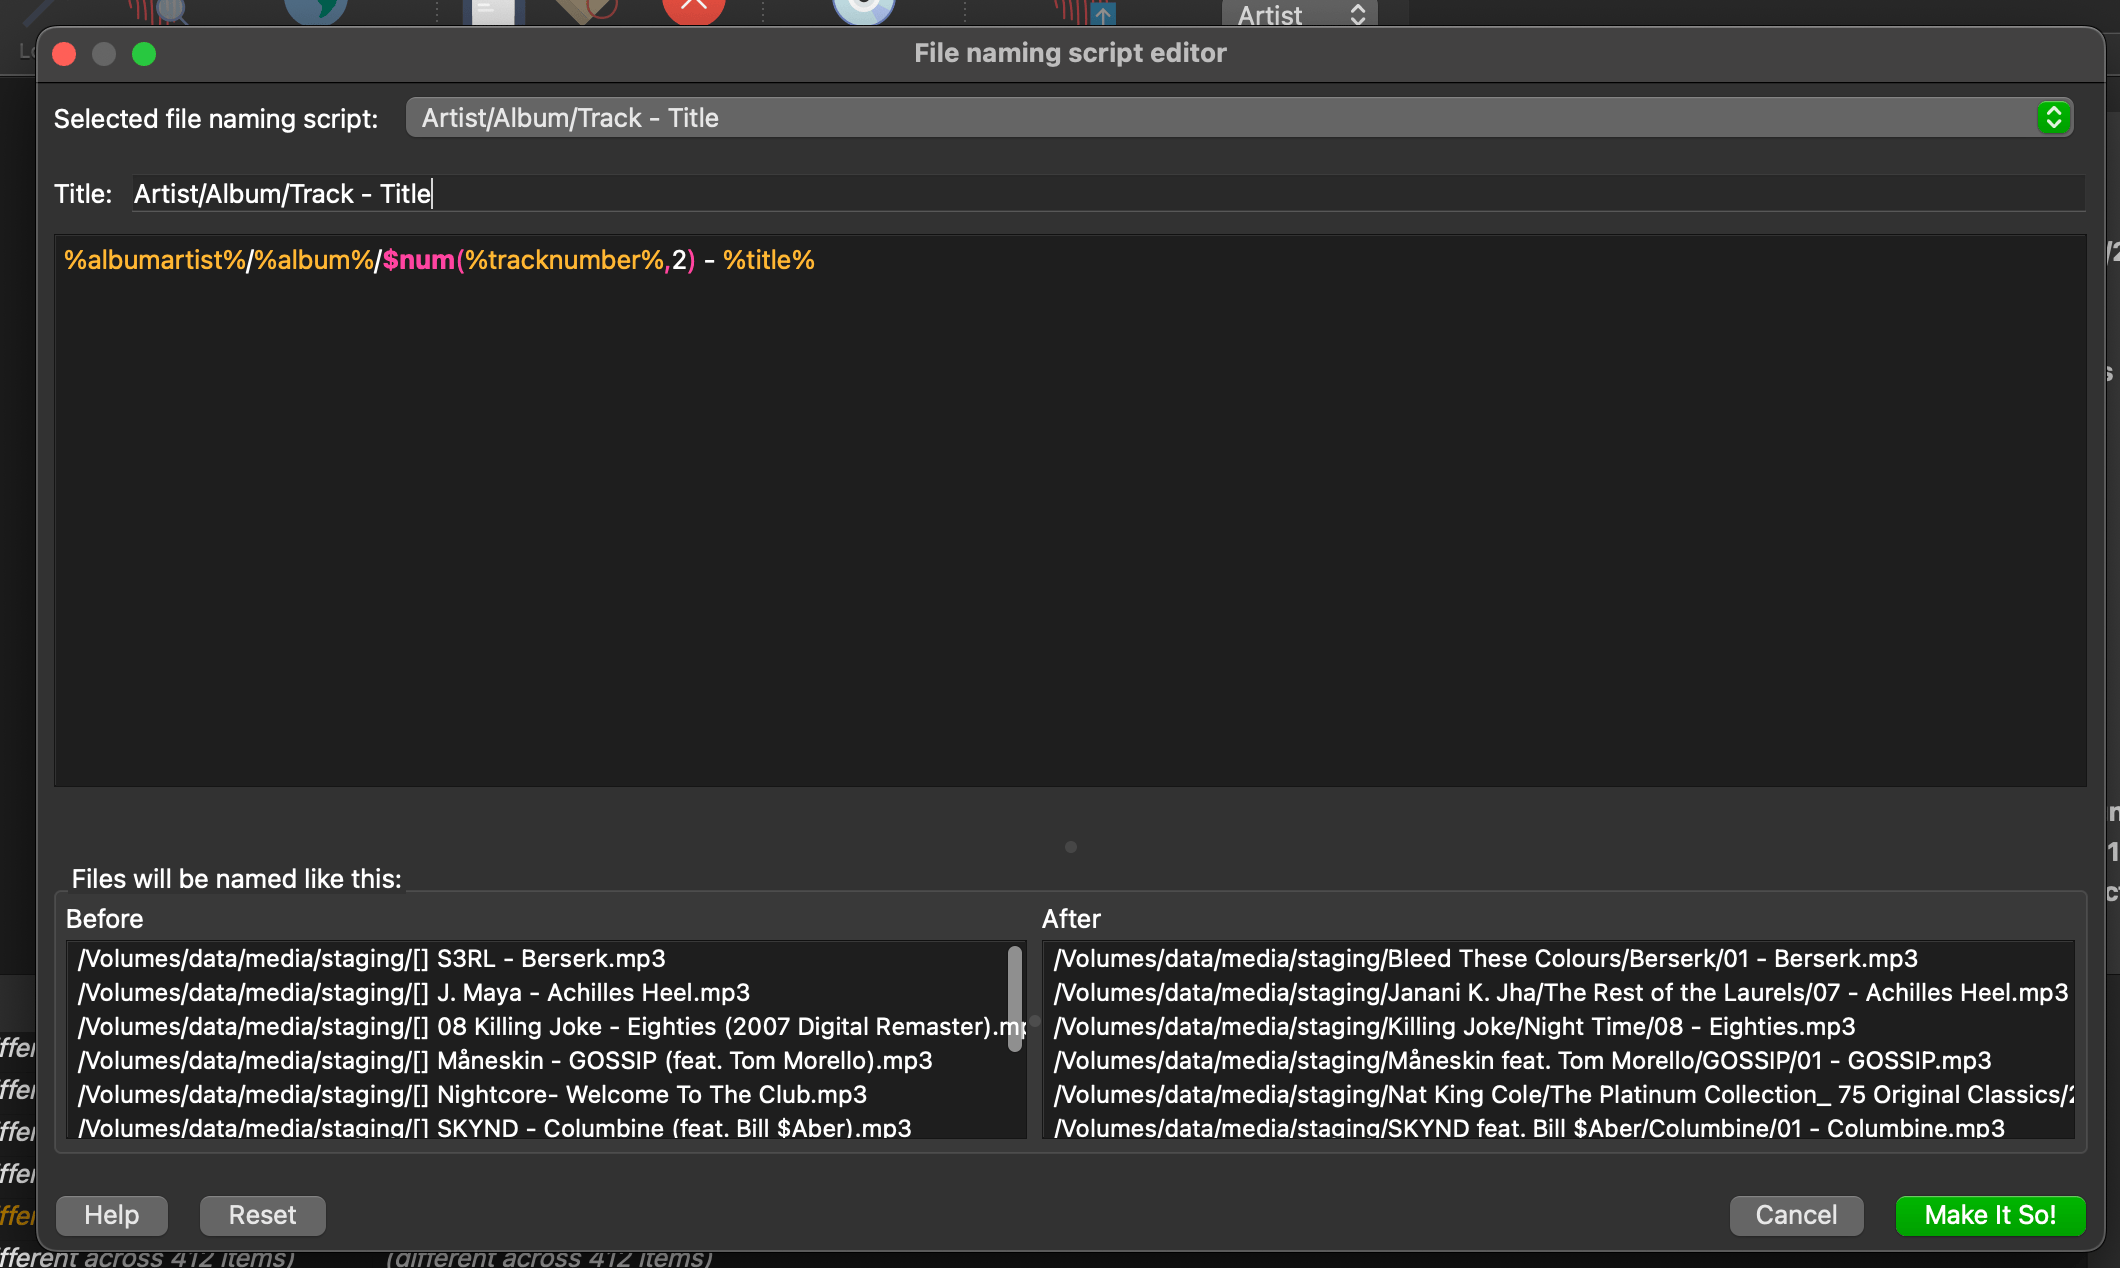 Artist
File naming script editor
Selected file naming script: Artist/Album/Track - Title
Title: Artist/Album/Track - Title
%albumartist%/%album%/$num(%tracknumber%,2) - %title%
Files will be named like this:
Before
/Volumes/data/media/staging/[] S3RL - Berserk.mp3
/Volumes/data/media/staging/[] J. Maya - Achilles Heel.mp3
/Volumes/data/media/staging/[] 08 Killing Joke - Eighties (2007 Digital Remaster).mp
/Volumes/data/media/staging/[] Måneskin - GOSSIP (feat. Tom Morello).mp3
/Volumes/data/media/staging/[] Nightcore- Welcome To The Club.mp3
/Volumes/data/media/staging/[] SKYND - Columbine (feat. Bill $Aber).mp3
After
/Volumes/data/media/staging/Bleed These Colours/Berserk/01 - Berserk.mp3
/Volumes/data/media/staging/Janani K. Jha/The Rest of the Laurels/07 - Achilles Heel.mp3
/Volumes/data/media/staging/Killing Joke/Night Time/08 - Eighties.mp3
/Volumes/data/media/staging/Måneskin feat. Tom Morello/GOSSIP/01 - GOSSIP.mp3
/Volumes/data/media/staging/Nat King Cole/The Platinum Collection_ 75 Original Classics/2
/Volumes/data/media/staging/SKYND feat. Bill $Aber/Columbine/01 - Columbine.mp3
Help
Reset
Cancel
Make It So!
fferent across 412 items)
(different across 412 items)